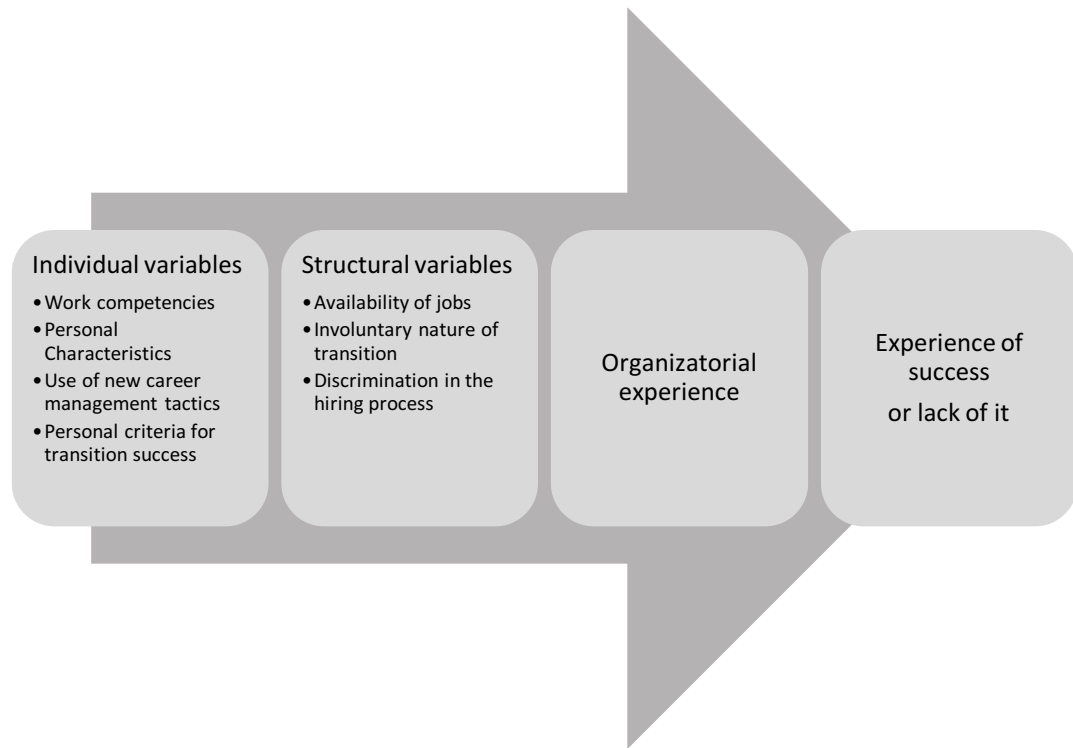 Individual variables
•Work competencies
•Personal
Characteristics
•Use of new career
management tactics
•Personal criteria for
transition success
Structural variables
•Availability of jobs
•Involuntary nature of
transition
•Discrimination in the
hiring process
Organizatorial
experience
Experience of
success
or lack of it